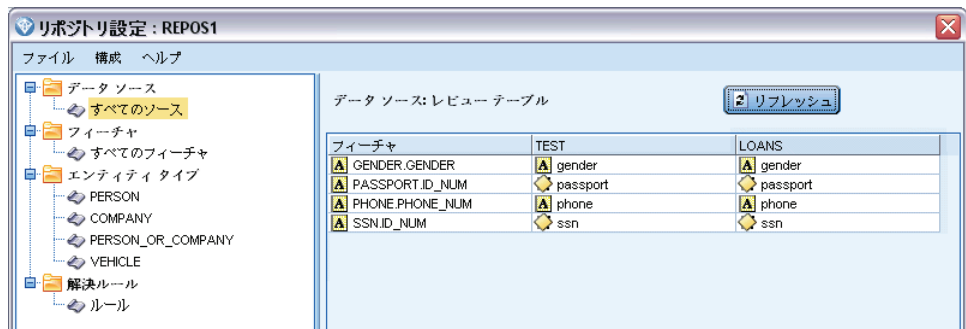 リポジトリ設定 : REPOS1
ファイル 構成 ヘルプ
データ ソース
すべてのソース
フィーチャ
すべてのフィーチャ
エンティティ タイプ
PERSON
COMPANY
PERSON_OR_COMPANY
VEHICLE
解決ルール
ルール
データ ソース: レビュー テーブル
リフレッシュ
フィーチャ TEST LOANS
A GENDER.GENDER A gender A gender
A PASSPORT.ID_NUM passport passport
A PHONE.PHONE_NUM A phone A phone
A SSN.ID_NUM ssn ssn